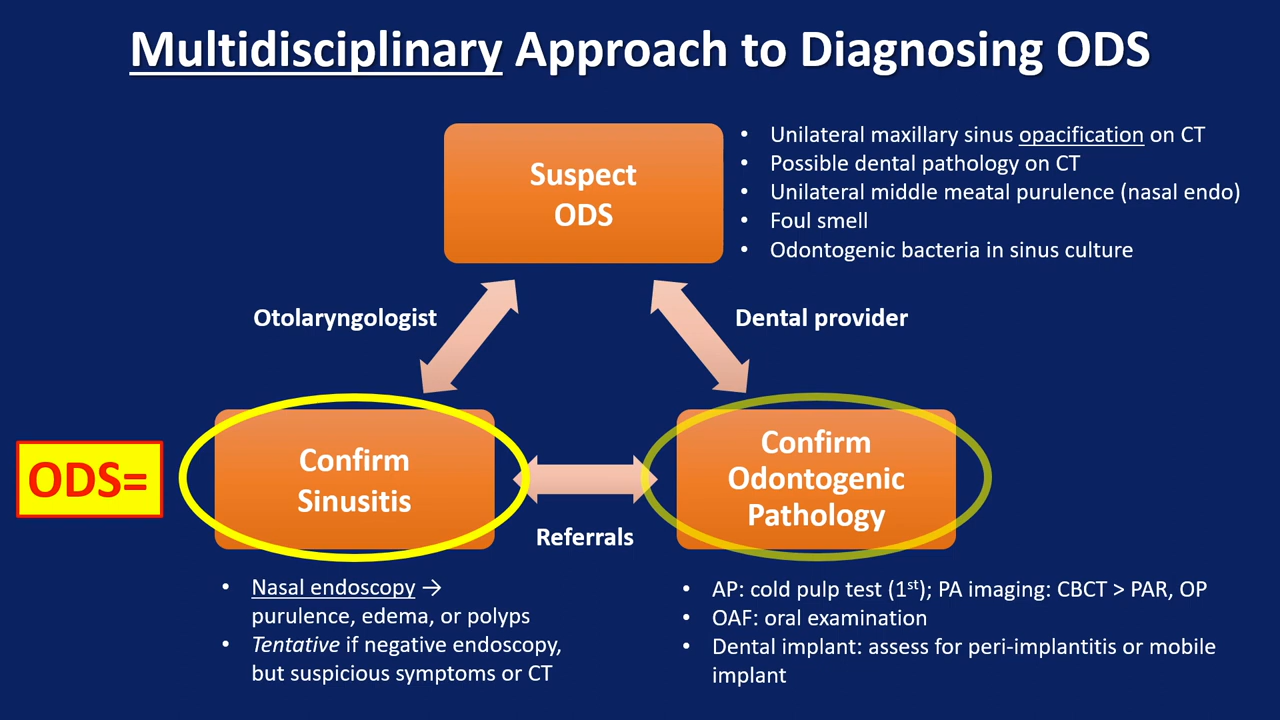 Multidisciplinary Approach to Diagnosing ODS
Suspect
ODS
• Unilateral maxillary sinus opacification on CT
• Possible dental pathology on CT
• Unilateral middle meatal purulence (nasal endo)
• Foul smell
• Odontogenic bacteria in sinus culture
Otolaryngologist
Dental provider
ODS=
Confirm
Sinusitis
Confirm
Odontogenic
Pathology
Referrals
• Nasal endoscopy →
purulence, edema, or polyps
• Tentative if negative endoscopy,
but suspicious symptoms or CT
• AP: cold pulp test (1st); PA imaging: CBCT > PAR, OP
• OAF: oral examination
• Dental implant: assess for peri-implantitis or mobile
implant